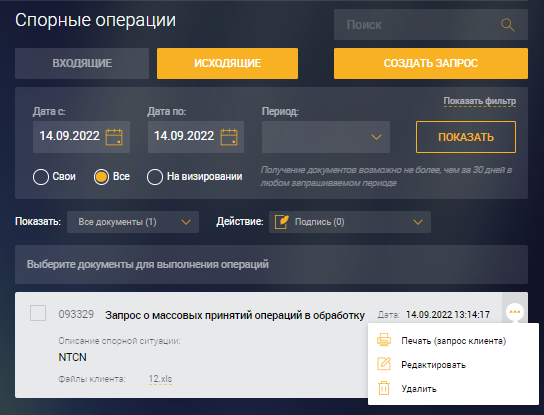 Спорные операции
Поиск
ВХОДЯЩИЕ ИСХОДЯЩИЕ СОЗДАТЬ ЗАПРОС
Показать фильтр
Дата с: Дата по: Период:
14.09.2022 14.09.2022 ПОКАЗАТЬ
Свои Все На визировании
Получение документов возможно не более, чем за 30 дней в
любом запрашиваемом периоде
Показать: Все документы (1) Действие: Подпись (0)
Выберите документы для выполнения операций
093329 Запрос о массовых принятий операций в обработку Дата: 14.09.2022 13:14:17
Описание спорной ситуации:
NTCN
Файлы клиента: 12.xls
Печать (запрос клиента)
Редактировать
Удалить